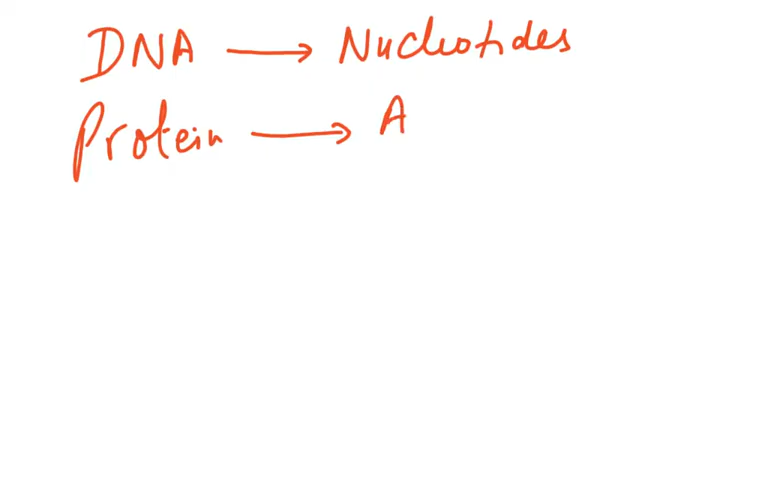 DNA → Nucleotides
Protein → A